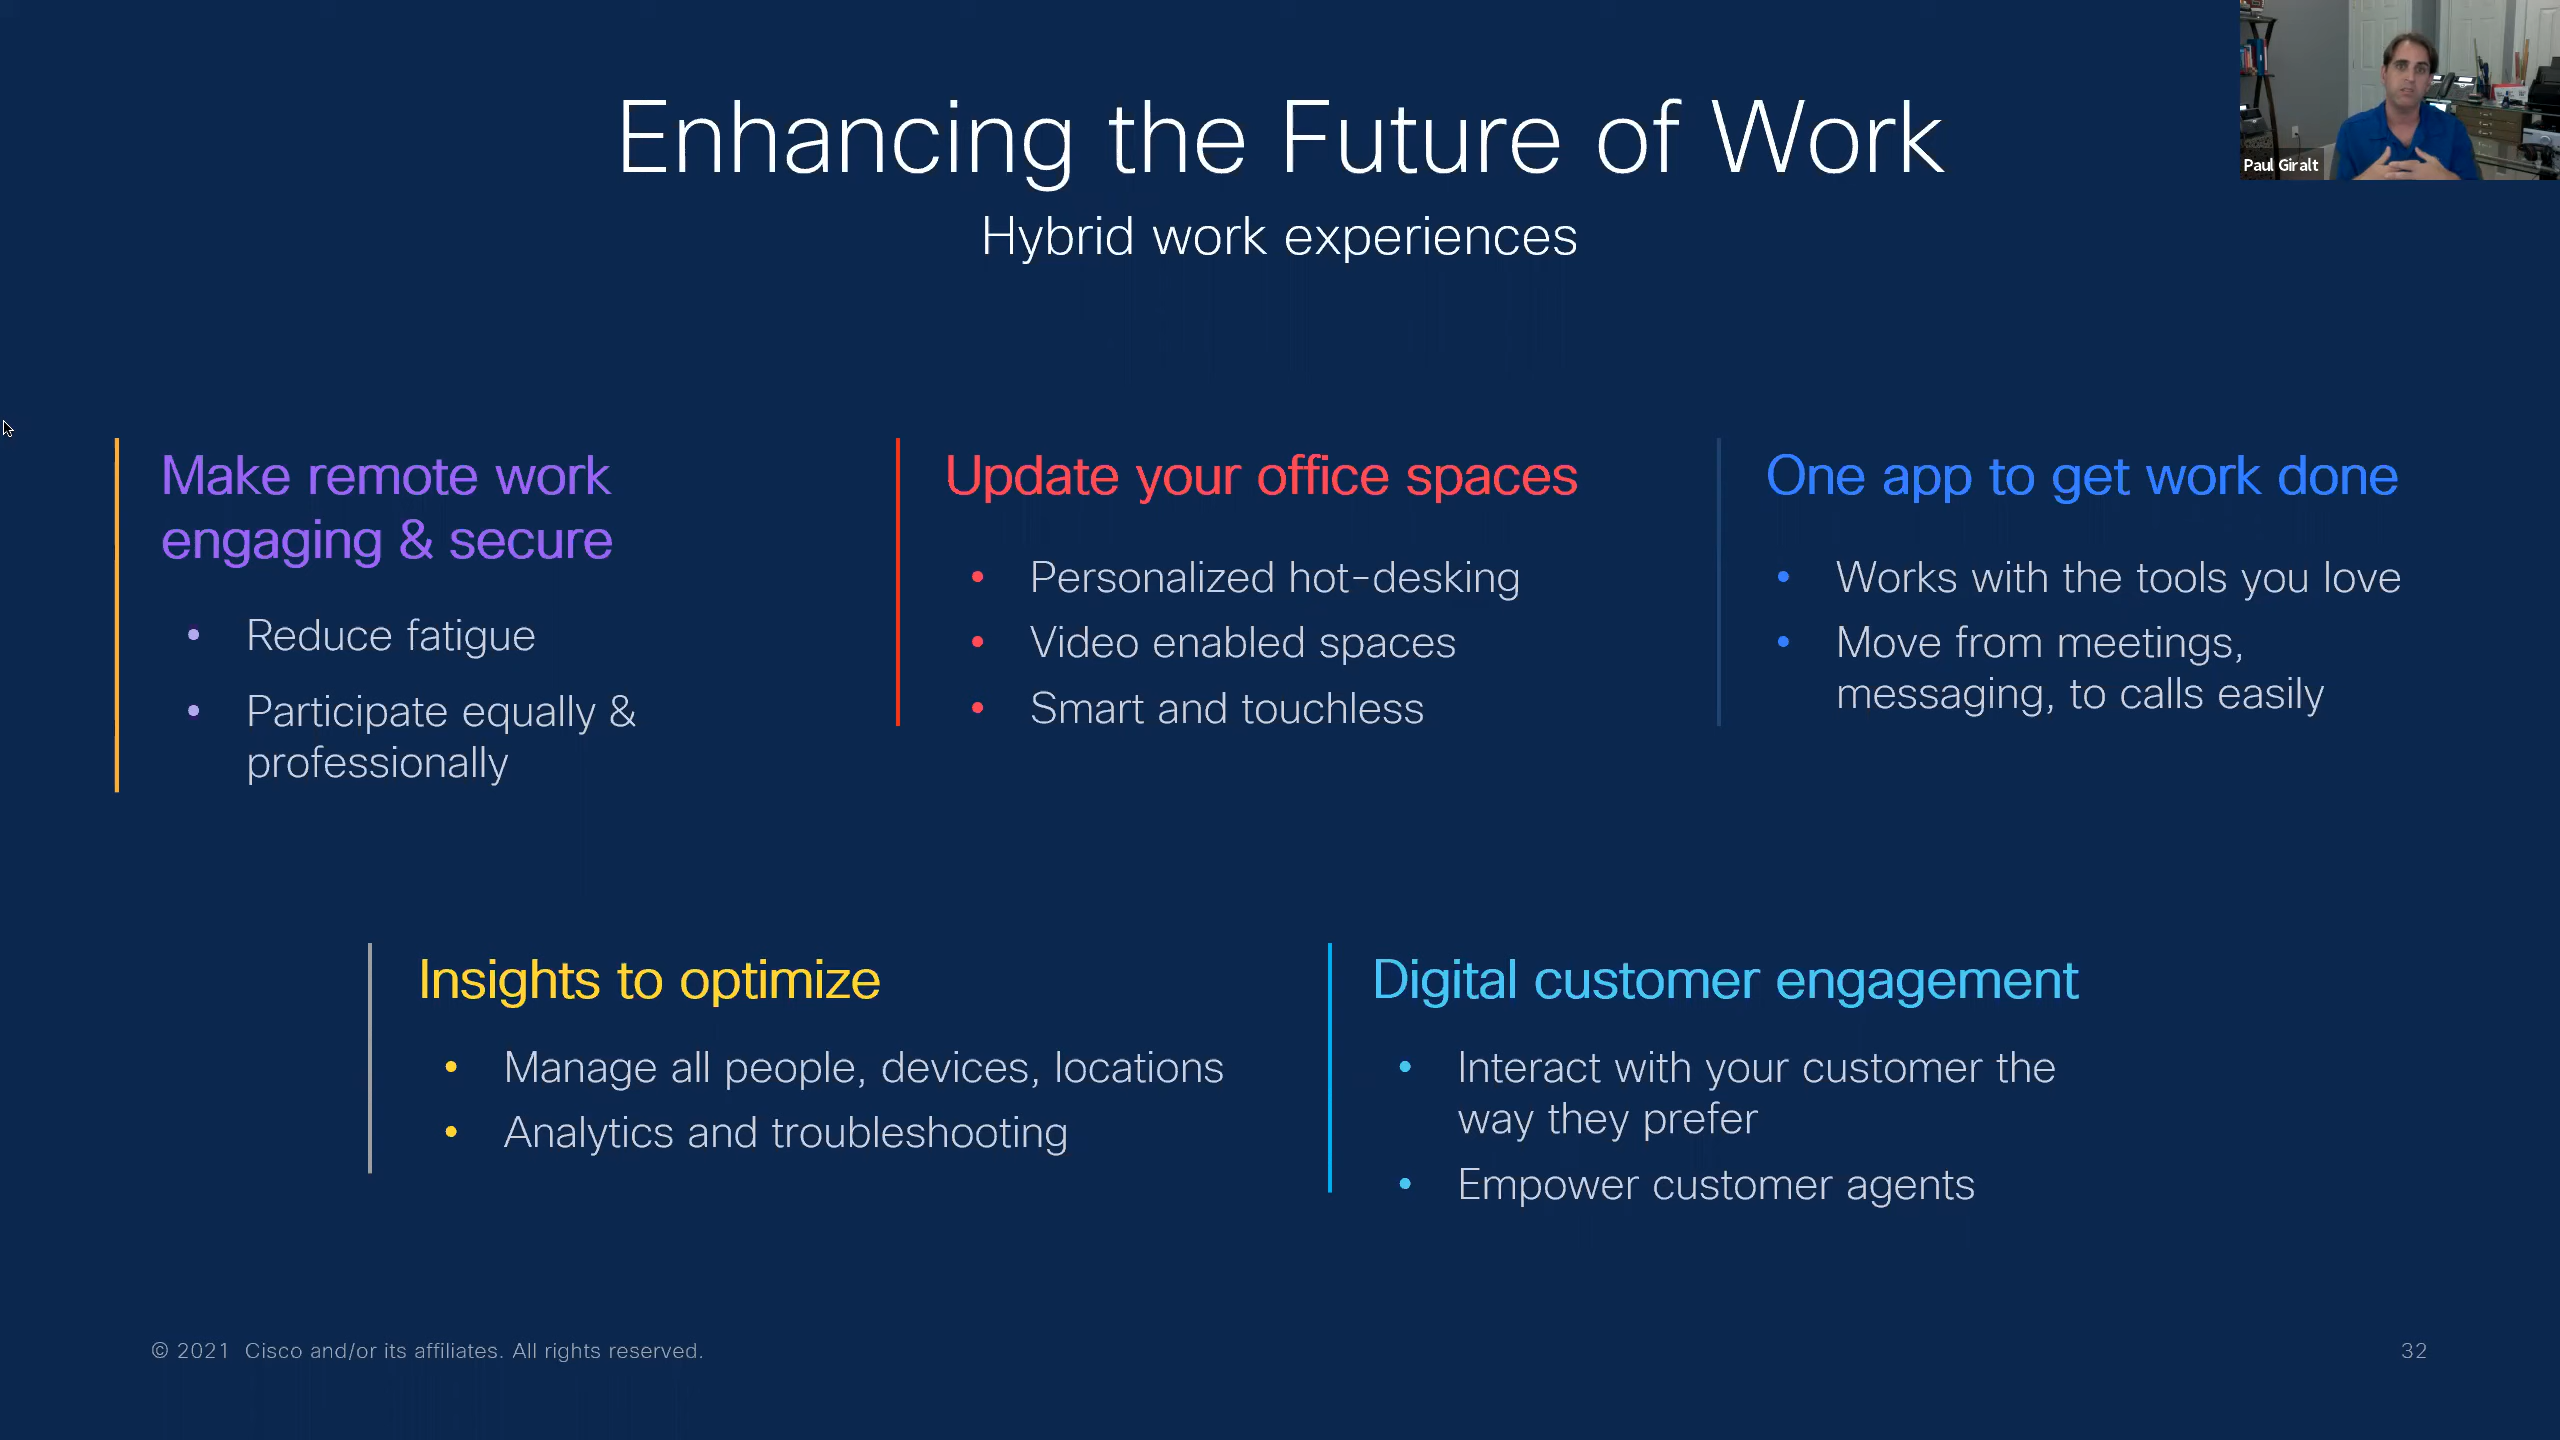 Enhancing the Future of Work
Hybrid work experiences
Paul Giralt
Make remote work
engaging & secure
• Reduce fatigue
• Participate equally &
professionally
Update your office spaces
• Personalized hot-desking
• Video enabled spaces
• Smart and touchless
One app to get work done
• Works with the tools you love
• Move from meetings,
messaging, to calls easily
Insights to optimize
• Manage all people, devices, locations
• Analytics and troubleshooting
Digital customer engagement
• Interact with your customer the
way they prefer
• Empower customer agents
© 2021 Cisco and/or its affiliates. All rights reserved.
32